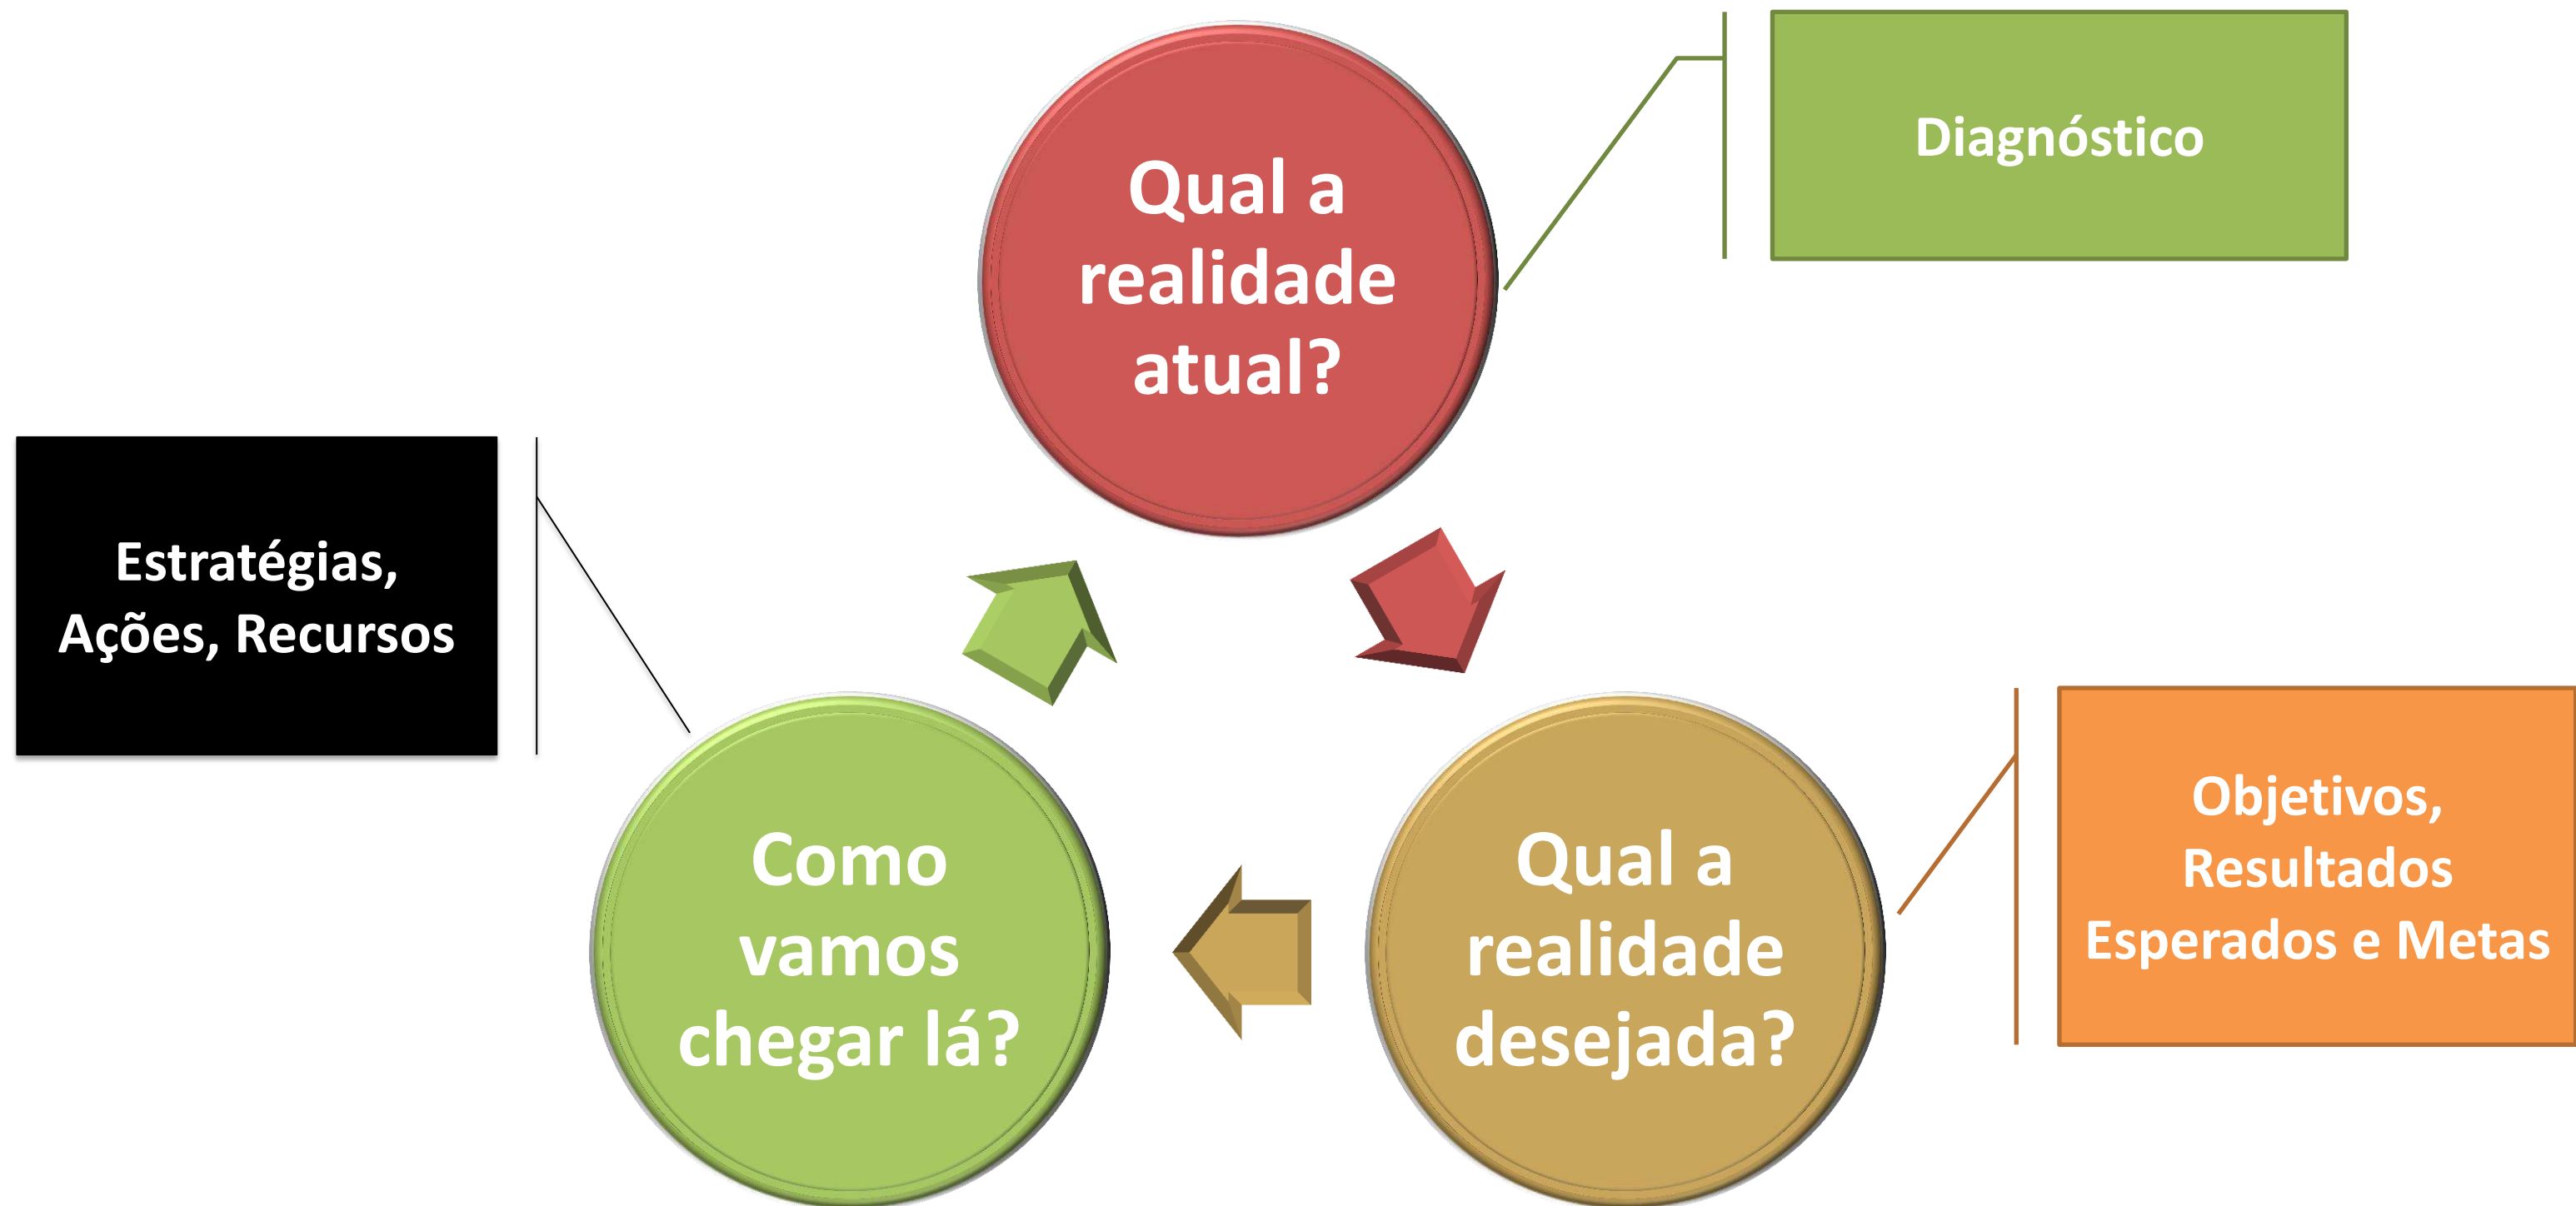 Qual a
realidade
atual?
Diagnóstico
Estratégias,
Ações, Recursos
Como
vamos
chegar lá?
Qual a
realidade
desejada?
Objetivos,
Resultados
Esperados e Metas